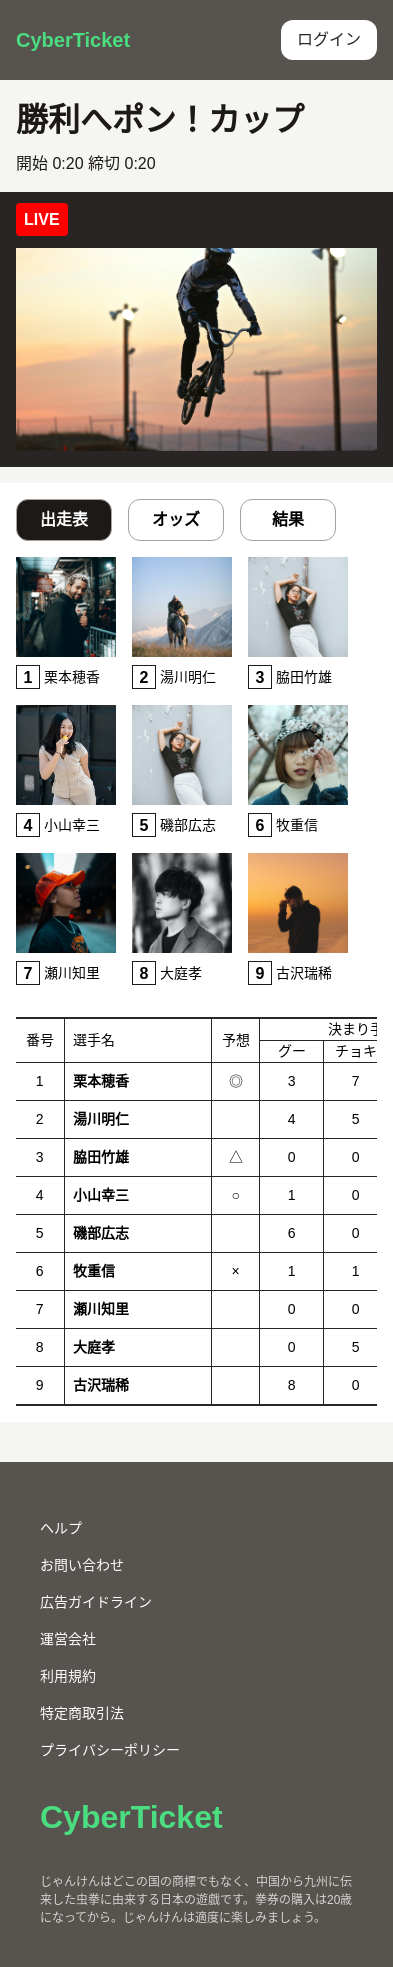 CyberTicket ログイン
勝利へポン！カップ
開始 0:20 締切 0:20
LIVE
出走表 オッズ 結果
1 栗本穂香 2 湯川明仁 3 脇田竹雄
4 小山幸三 5 磯部広志 6 牧重信
7 瀬川知里 8 大庭孝 9 古沢瑞稀
番号 選手名 予想 決まり手
グー チョキ
1 栗本穂香 ◎ 3 7
2 湯川明仁 4 5
3 脇田竹雄 △ 0 0
4 小山幸三 ○ 1 0
5 磯部広志 6 0
6 牧重信 × 1 1
7 瀬川知里 0 0
8 大庭孝 0 5
9 古沢瑞稀 8 0
ヘルプ
お問い合わせ
広告ガイドライン
運営会社
利用規約
特定商取引法
プライバシーポリシー
CyberTicket
じゃんけんはどこの国の商標でもなく、中国から九州に伝
来した虫拳に由来する日本の遊戯です。拳券の購入は20歳
になってから。じゃんけんは適度に楽しみましょう。